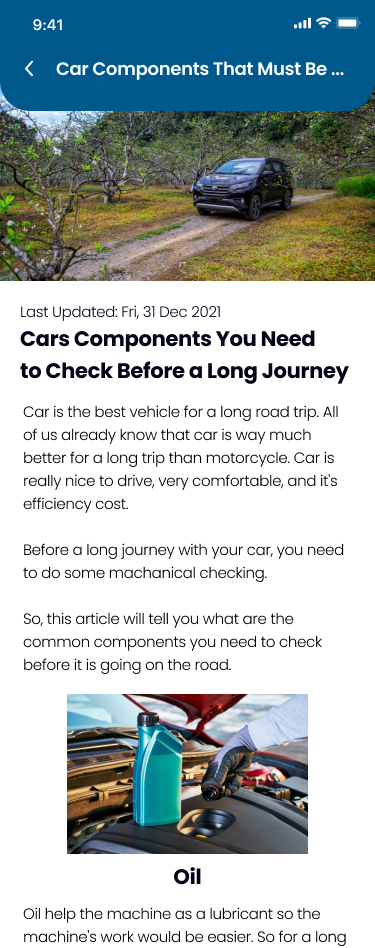 9:41
Car Components That Must Be ...
Last Updated: Fri, 31 Dec 2021
Cars Components You Need
to Check Before a Long Journey
Car is the best vehicle for a long road trip. All
of us already know that car is way much
better for a long trip than motorcycle. Car is
really nice to drive, very comfortable, and it's
efficiency cost.
Before a long journey with your car, you need
to do some machanical checking.
So, this article will tell you what are the
common components you need to check
before it is going on the road.
Oil
Oil help the machine as a lubricant so the
machine's work would be easier. So for a long